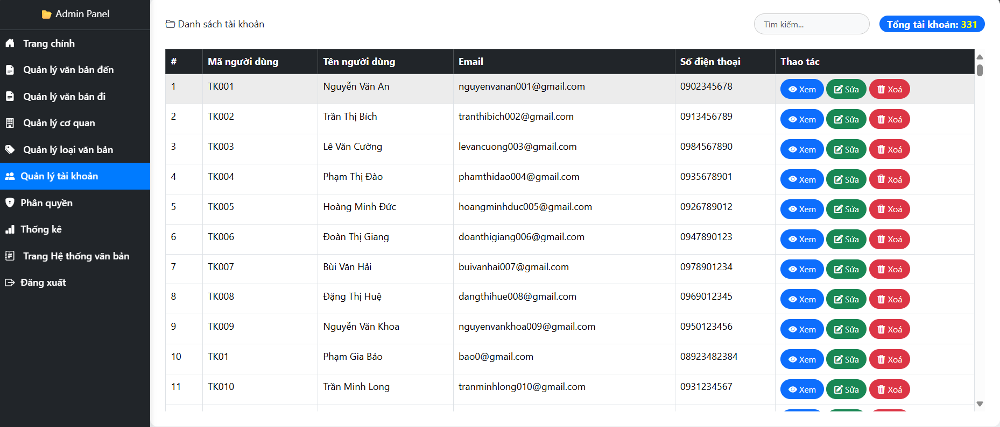 Admin Panel
Trang chính
Quản lý văn bản đến
Quản lý văn bản đi
Quản lý cơ quan
Quản lý loại văn bản
Quản lý tài khoản
Phân quyền
Thống kê
Trang Hệ thống văn bản
Đăng xuất
Danh sách tài khoản
Tìm kiếm...
Tổng tài khoản: 331
# Mã người dùng Tên người dùng Email Số điện thoại Thao tác
1 TK001 Nguyễn Văn An nguyenvanan001@gmail.com 0902345678 Xem Sửa Xoá
2 TK002 Trần Thị Bích tranthibich002@gmail.com 0913456789 Xem Sửa Xoá
3 TK003 Lê Văn Cường levancuong003@gmail.com 0984567890 Xem Sửa Xoá
4 TK004 Phạm Thị Đào phamthidao004@gmail.com 0935678901 Xem Sửa Xoá
5 TK005 Hoàng Minh Đức hoangminhduc005@gmail.com 0926789012 Xem Sửa Xoá
6 TK006 Đoàn Thị Giang doanthigiang006@gmail.com 0947890123 Xem Sửa Xoá
7 TK007 Bùi Văn Hải buivanhai007@gmail.com 0978901234 Xem Sửa Xoá
8 TK008 Đặng Thị Huệ dangthihue008@gmail.com 0969012345 Xem Sửa Xoá
9 TK009 Nguyễn Văn Khoa nguyenvankhoa009@gmail.com 0950123456 Xem Sửa Xoá
10 TK01 Phạm Gia Bảo bao0@gmail.com 08923482384 Xem Sửa Xoá
11 TK010 Trần Minh Long tranminhlong010@gmail.com 0931234567 Xem Sửa Xoá